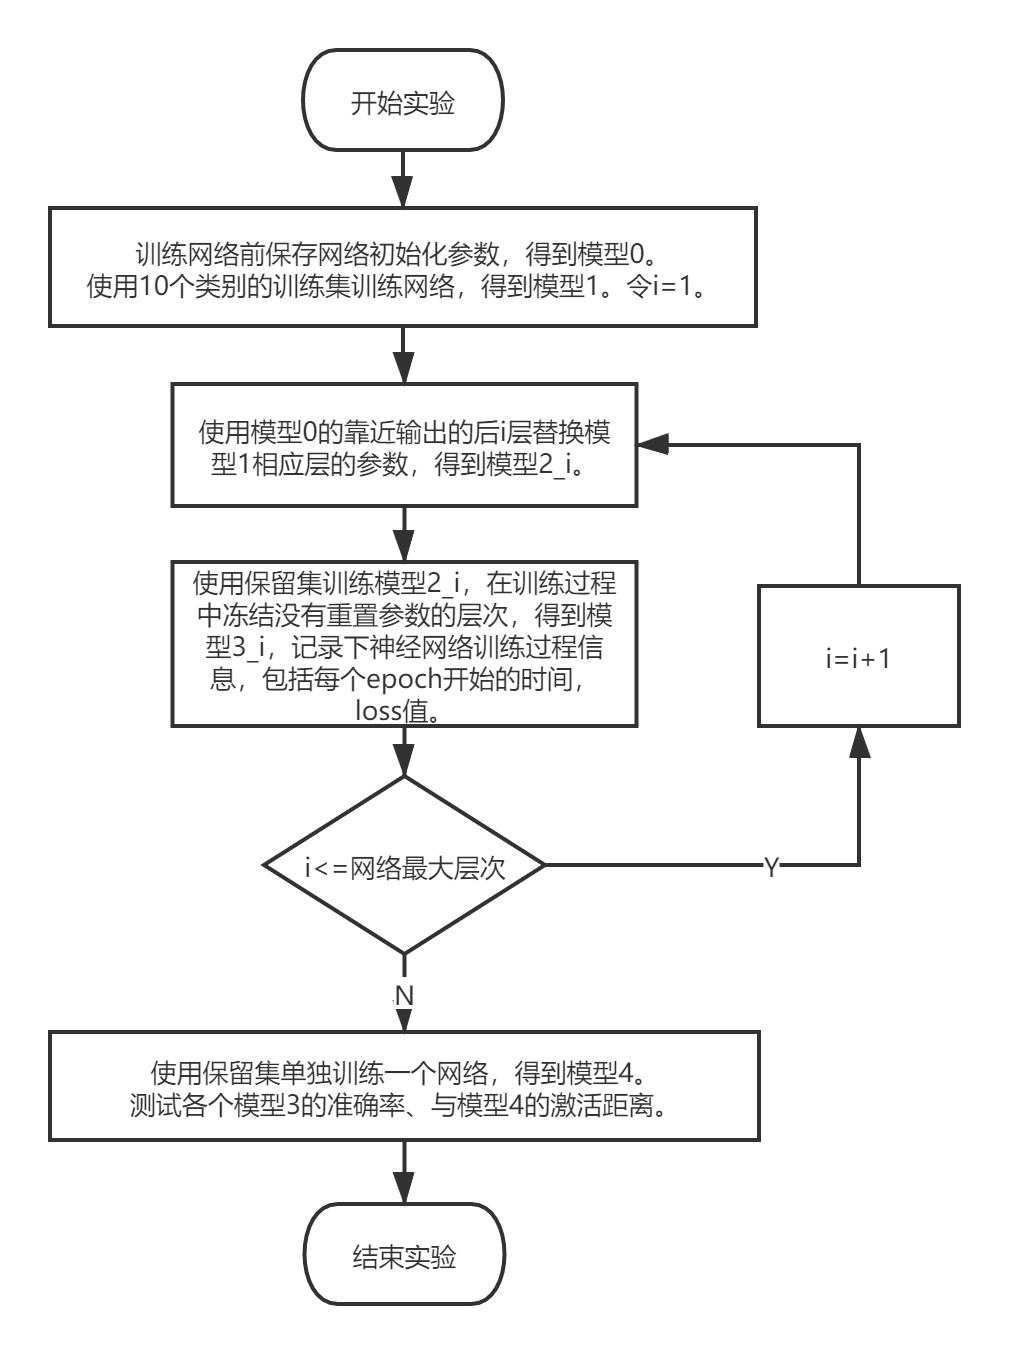 开始实验
训练网络前保存网络初始化参数，得到模型0。
使用10个类别的训练集训练网络，得到模型1。令i=1。
使用模型0的靠近输出的后i层替换模
型1相应层的参数，得到模型2_i。
使用保留集训练模型2_i，在训练过程
中冻结没有重置参数的层次，得到模
型3_i，记录下神经网络训练过程信
息，包括每个epoch开始的时间，
loss值。
i=i+1
i<=网络最大层次
Y
N
使用保留集单独训练一个网络，得到模型4。
测试各个模型3的准确率、与模型4的激活距离。
结束实验